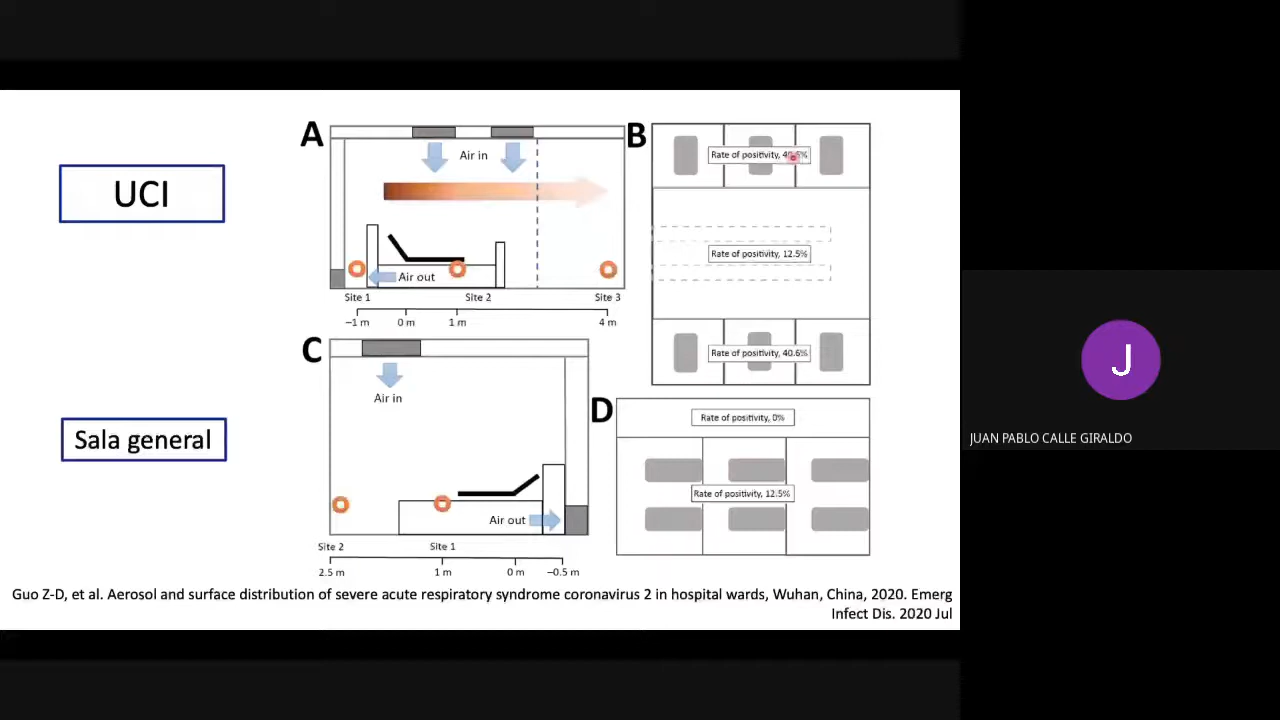 UCI
Sala general
A
Air in
Air out
Site 1
Site 2
Site 3
−1 m
0 m
1 m
4 m
B
Rate of positivity,
Rate of positivity, 12.5%
Rate of positivity, 40.6%
C
Air in
Air out
Site 2
Site 1
2.5 m
1 m
0 m
−0.5 m
D
Rate of positivity, 0%
Rate of positivity, 12.5%
Guo Z-D, et al. Aerosol and surface distribution of severe acute respiratory syndrome coronavirus 2 in hospital wards, Wuhan, China, 2020. Emerg
Infect Dis. 2020 Jul
J
JUAN PABLO CALLE GIRALDO